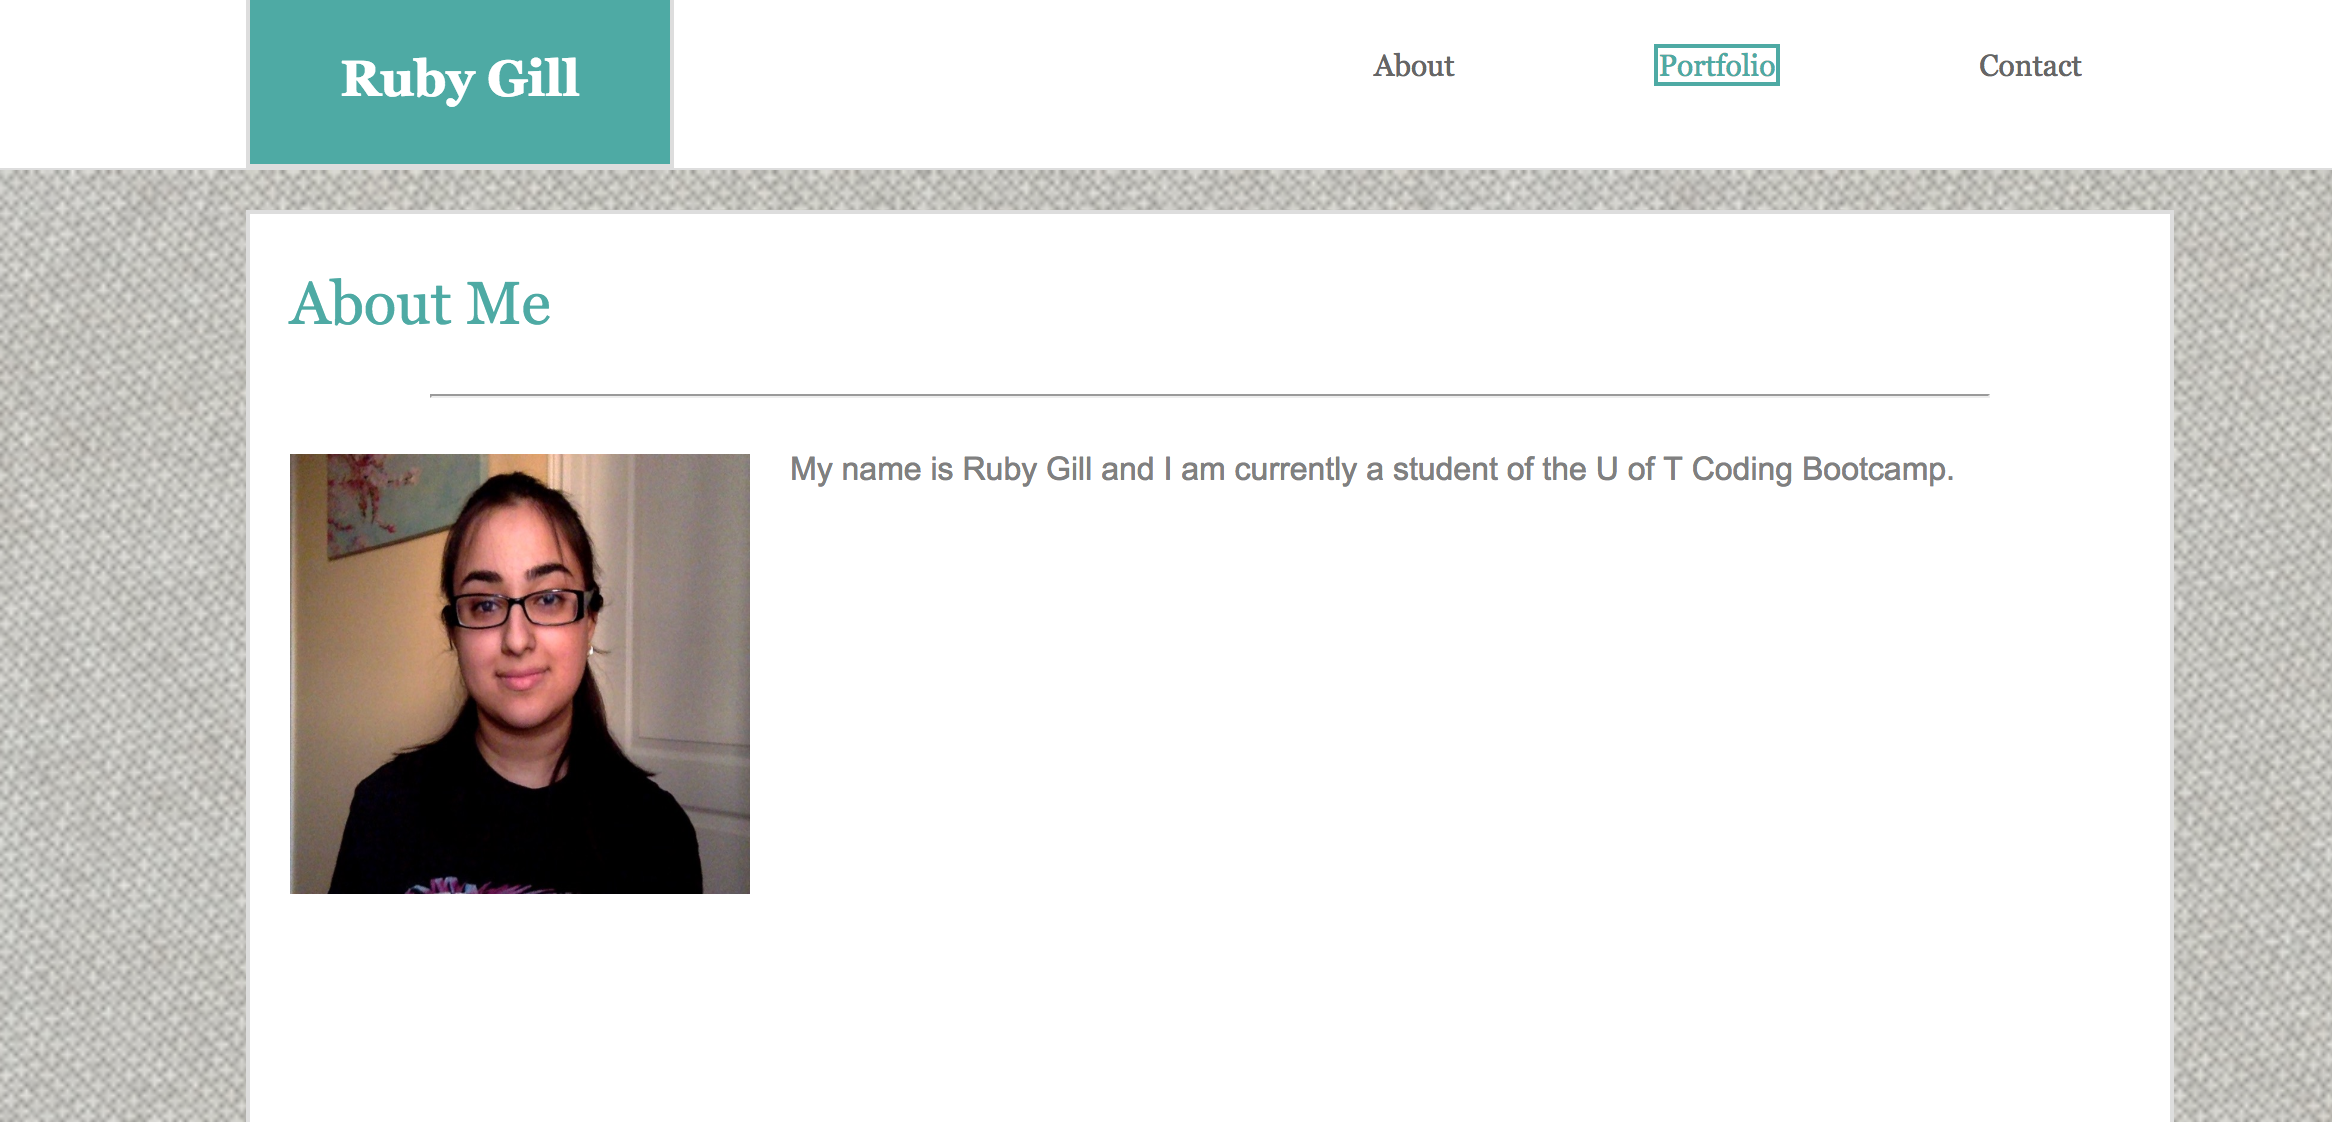 Ruby Gill
About Portfolio Contact
About Me
My name is Ruby Gill and I am currently a student of the U of T Coding Bootcamp.